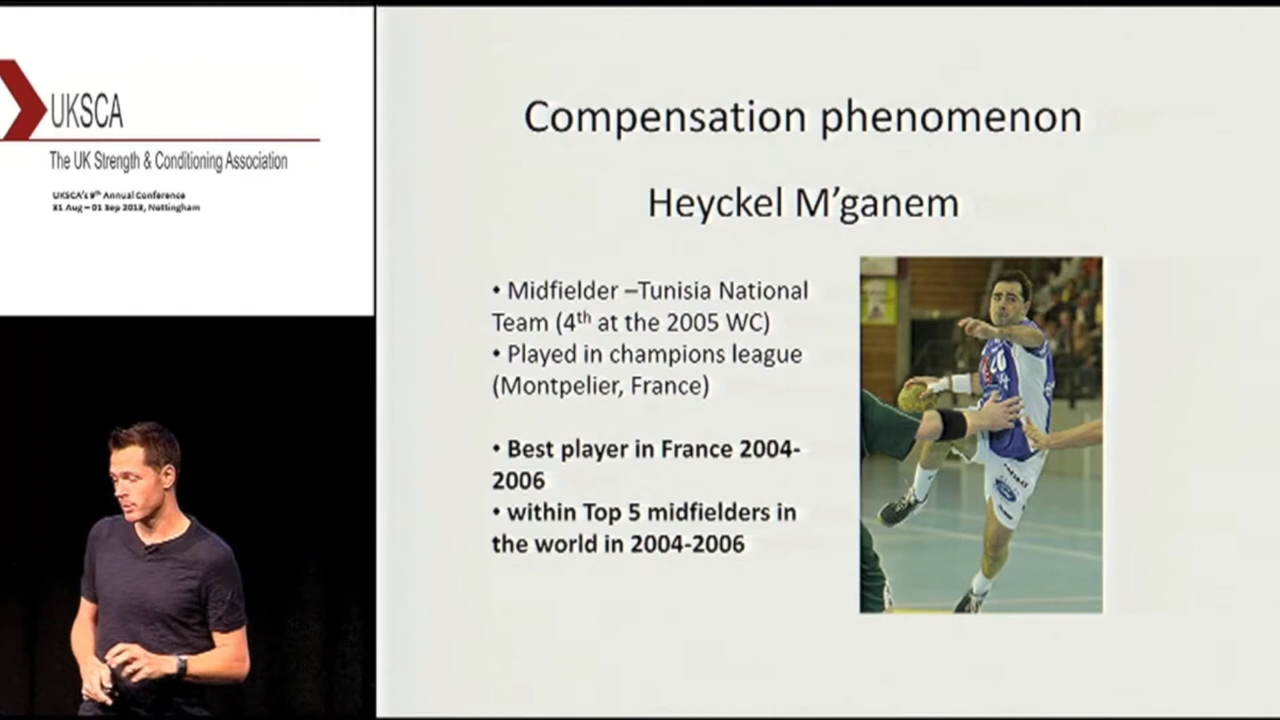 UKSCA
The UK Strength & Conditioning Association
UKSCA's 9th Annual Conference
31 Aug – 01 Sep 2013, Nottingham
Compensation phenomenon
Heyckel M'ganem
• Midfielder –Tunisia National
Team (4th at the 2005 WC)
• Played in champions league
(Montpelier, France)
• Best player in France 2004-
2006
• within Top 5 midfielders in
the world in 2004-2006
20